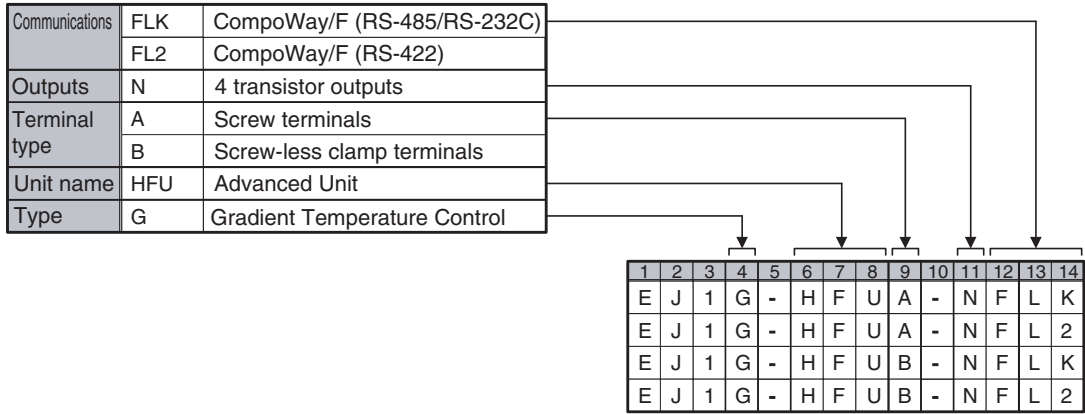 Communications FLK CompoWay/F (RS-485/RS-232C)
FL2 CompoWay/F (RS-422)
Outputs N 4 transistor outputs
Terminal type A Screw terminals
B Screw-less clamp terminals
Unit name HFU Advanced Unit
Type G Gradient Temperature Control
1 2 3 4 5 6 7 8 9 10 11 12 13 14
E J 1 G - H F U A - N F L K
E J 1 G - H F U A - N F L 2
E J 1 G - H F U B - N F L K
E J 1 G - H F U B - N F L 2